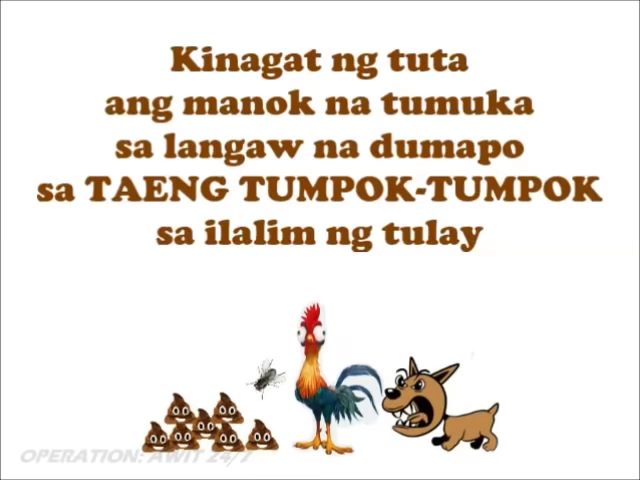 Kinagat ng tuta
ang manok na tumuka
sa langaw na dumapo
sa TAENG TUMPOK-TUMPOK
sa ilalim ng tulay
OPERATION: AWIT 24/7